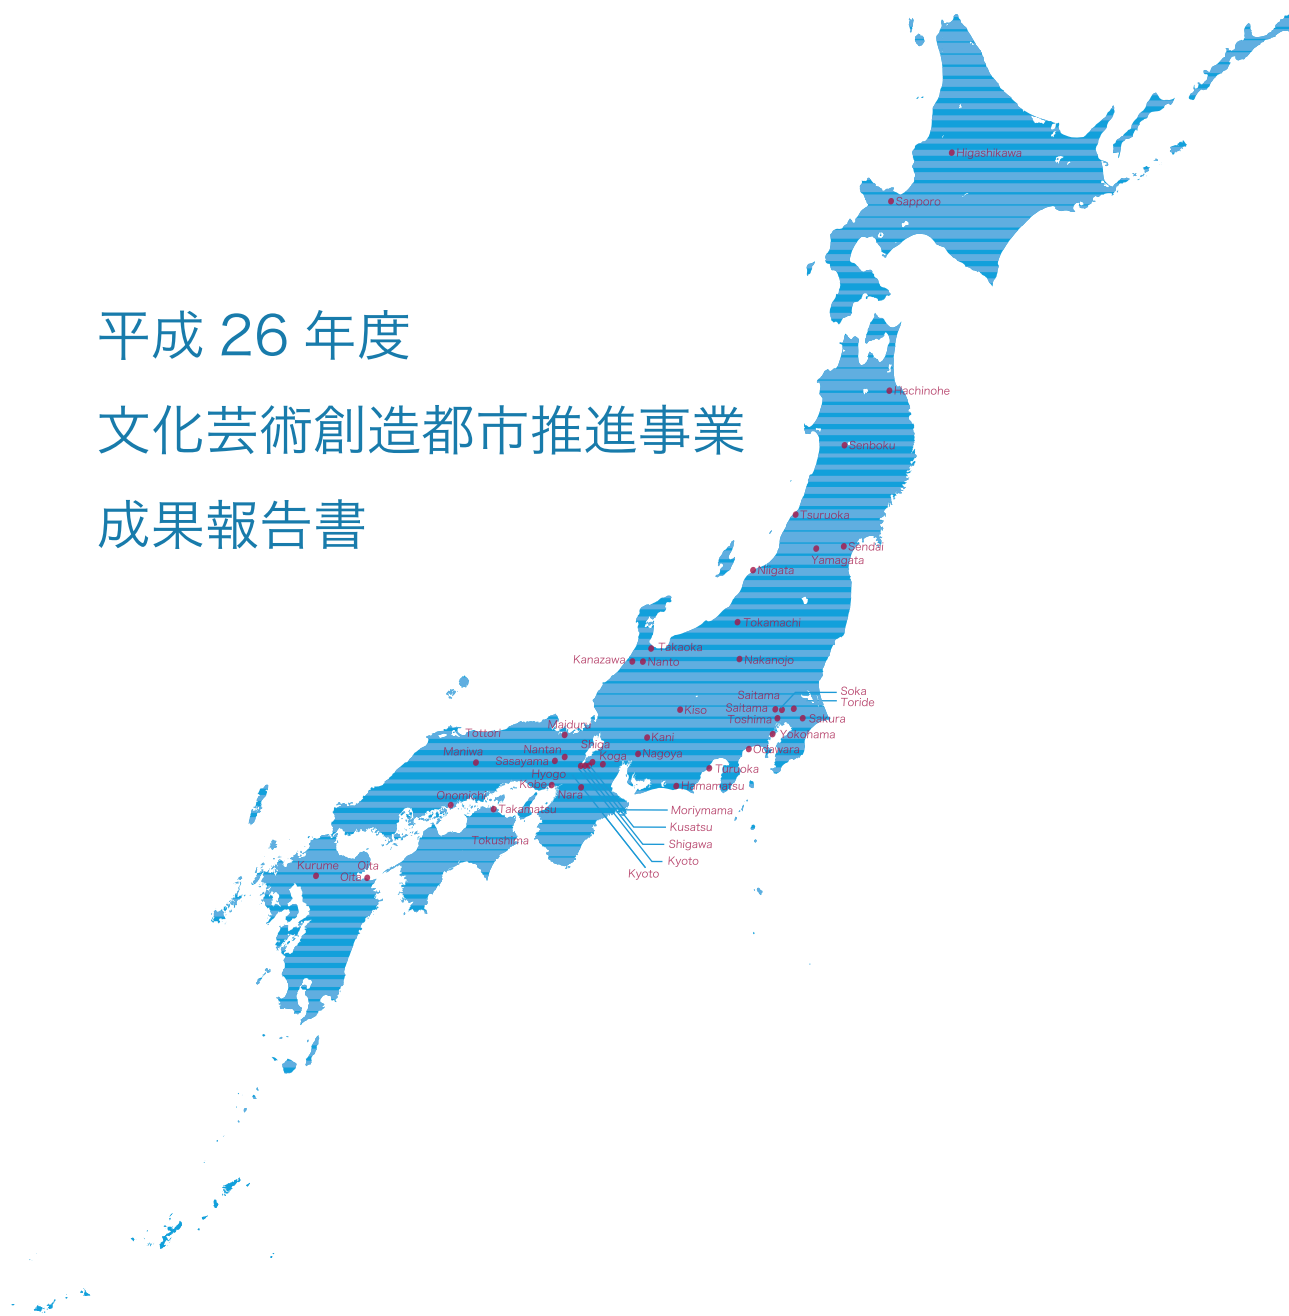 平成 26 年度
文化芸術創造都市推進事業
成果報告書
Higashikawa
Sapporo
Hachinohe
Senboku
Tsuruoka
Sendai
Yamagata
Niigata
Tokamachi
Takaoka
Kanazawa
Nanto
Nakanojo
Soka
Saitama
Toride
Kiso
Saitama
Toshima
Sakura
Maiduru
Tottori
Yokohama
Kani
Shiga
Nantan
Maniwa
Odawara
Nagoya
Koga
Sasayama
Turuoka
Hyogo
Kobe
Hamamatsu
Nara
Onomichi
Takamatsu
Moriymama
Kusatsu
Tokushima
Shigawa
Kyoto
Kurume
Oita
Kyoto
Oita